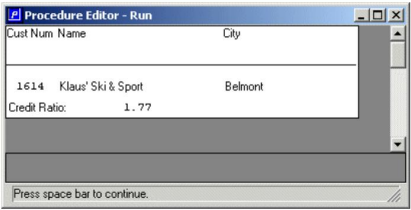 Procedure Editor - Run
Cust Num Name City
1614 Klaus' Ski & Sport Belmont
Credit Ratio: 1.77
Press space bar to continue.